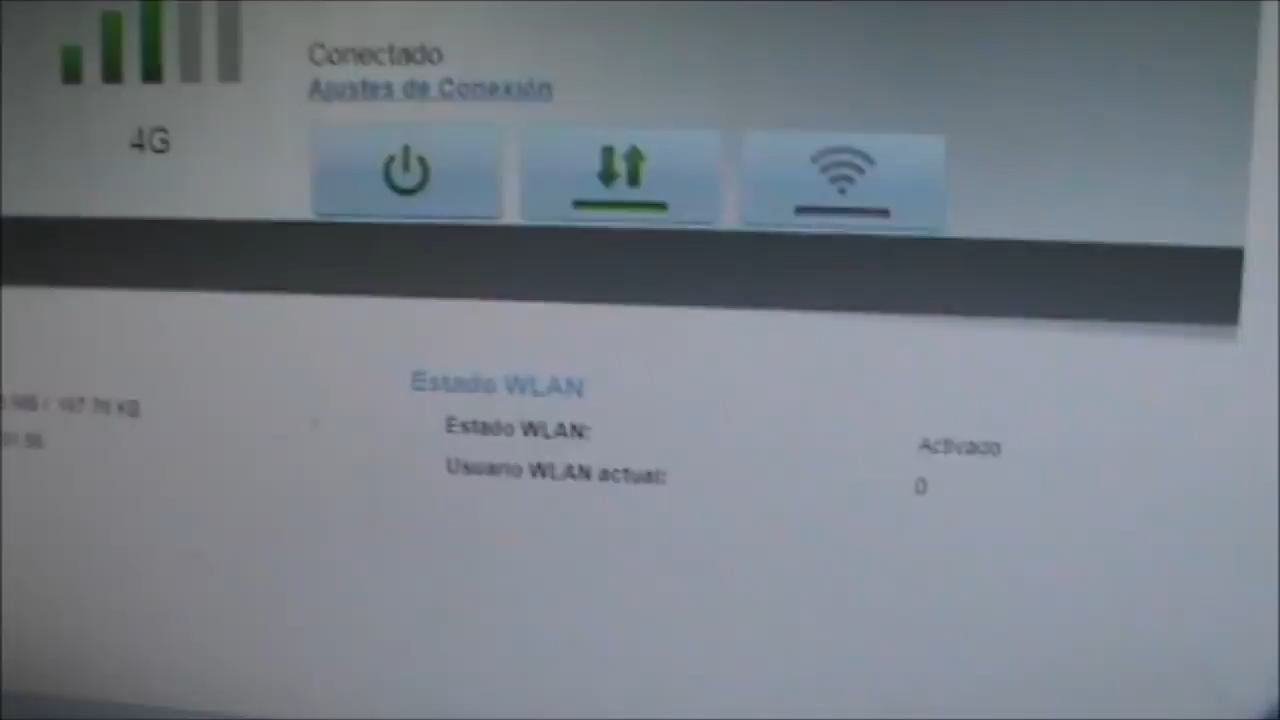 Conectado
Ajustes de Conexión
4G
Estado WLAN
Estado WLAN:
Activado
Usuario WLAN actual:
0